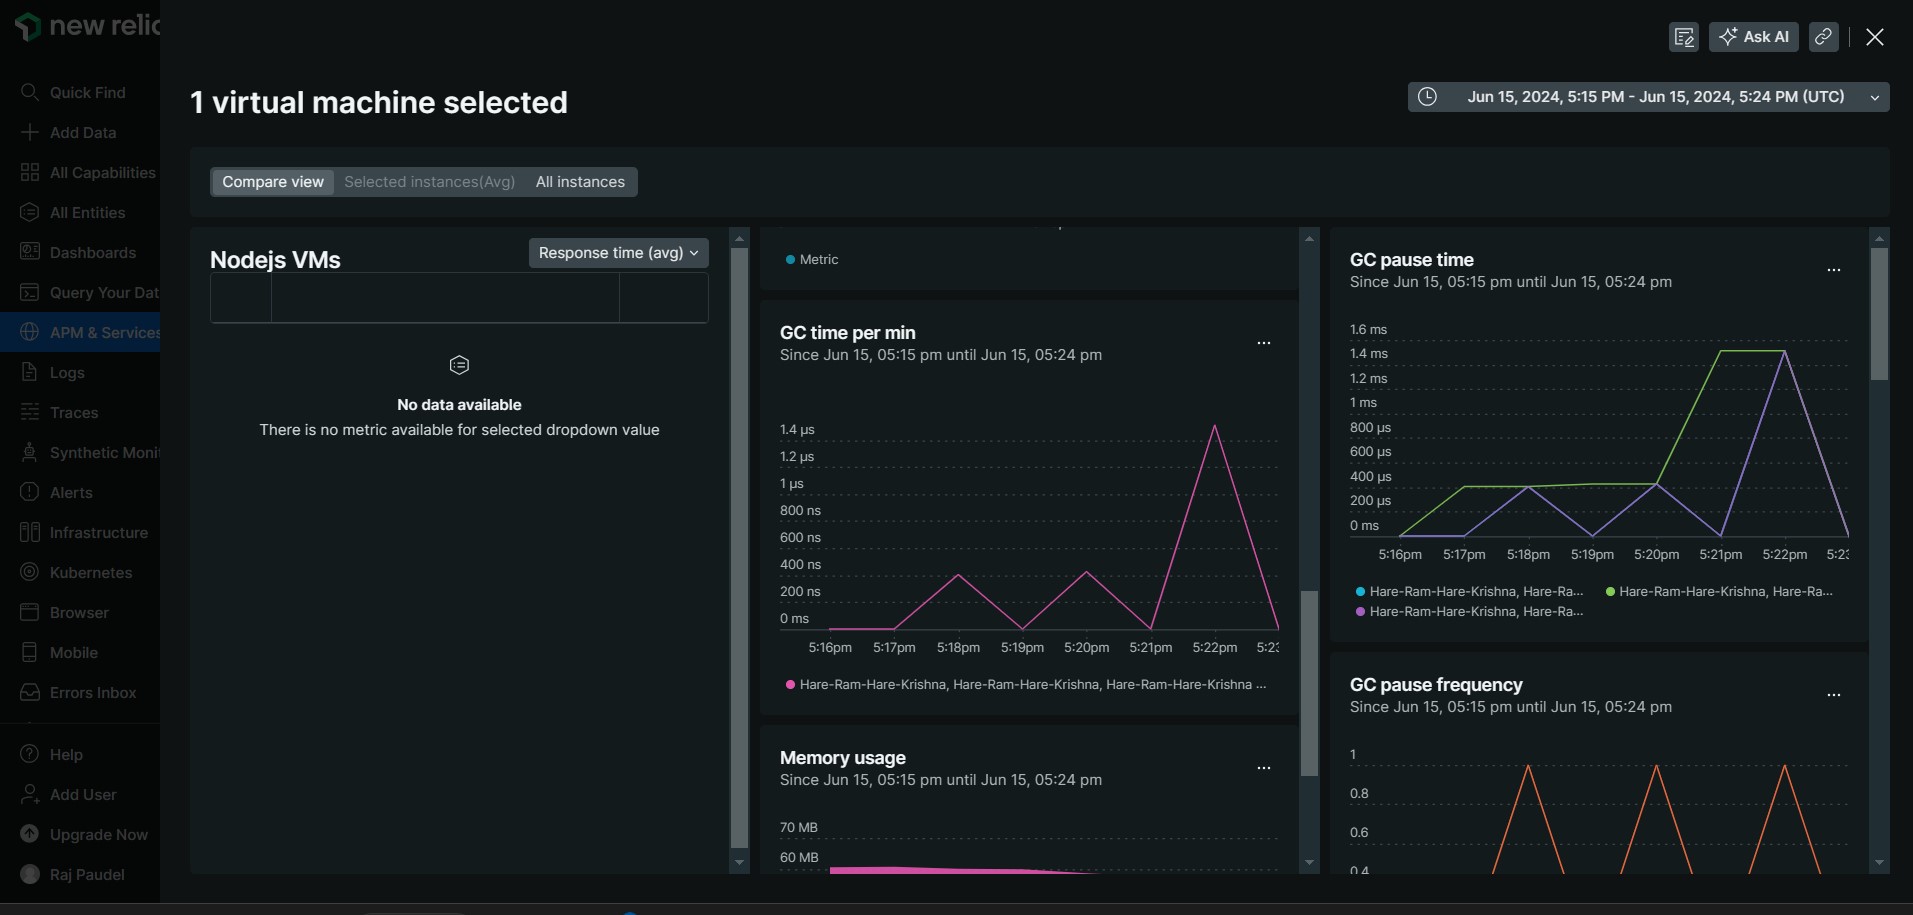 new relic
Quick Find
Add Data
All Capabilities
All Entities
Dashboards
Query Your Dat
APM & Services
Logs
Traces
Synthetic Moni
Alerts
Infrastructure
Kubernetes
Browser
Mobile
Errors Inbox
Help
Add User
Upgrade Now
Raj Paudel
Ask AI
1 virtual machine selected
Jun 15, 2024, 5:15 PM - Jun 15, 2024, 5:24 PM (UTC)
Compare view Selected instances(Avg) All instances
Nodejs VMs
Response time (avg)
No data available
There is no metric available for selected dropdown value
Metric
GC time per min
...
Since Jun 15, 05:15 pm until Jun 15, 05:24 pm
1.4 µs
1.2 µs
1 µs
800 ns
600 ns
400 ns
200 ns
0 ms
5:16pm 5:17pm 5:18pm 5:19pm 5:20pm 5:21pm 5:22pm 5:23
Hare-Ram-Hare-Krishna, Hare-Ram-Hare-Krishna, Hare-Ram-Hare-Krishna ...
Memory usage
...
Since Jun 15, 05:15 pm until Jun 15, 05:24 pm
70 MB
60 MB
GC pause time
...
Since Jun 15, 05:15 pm until Jun 15, 05:24 pm
1.6 ms
1.4 ms
1.2 ms
1 ms
800 µs
600 µs
400 µs
200 µs
0 ms
5:16pm 5:17pm 5:18pm 5:19pm 5:20pm 5:21pm 5:22pm 5:23
Hare-Ram-Hare-Krishna, Hare-Ra... Hare-Ram-Hare-Krishna, Hare-Ra...
Hare-Ram-Hare-Krishna, Hare-Ra...
GC pause frequency
...
Since Jun 15, 05:15 pm until Jun 15, 05:24 pm
1
0.8
0.6
0.4